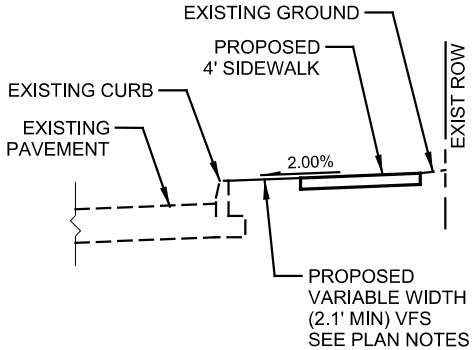 EXISTING GROUND
PROPOSED
4' SIDEWALK
EXISTING CURB
EXISTING
PAVEMENT
EXIST ROW
2.00%
PROPOSED
VARIABLE WIDTH
(2.1' MIN) VFS
SEE PLAN NOTES